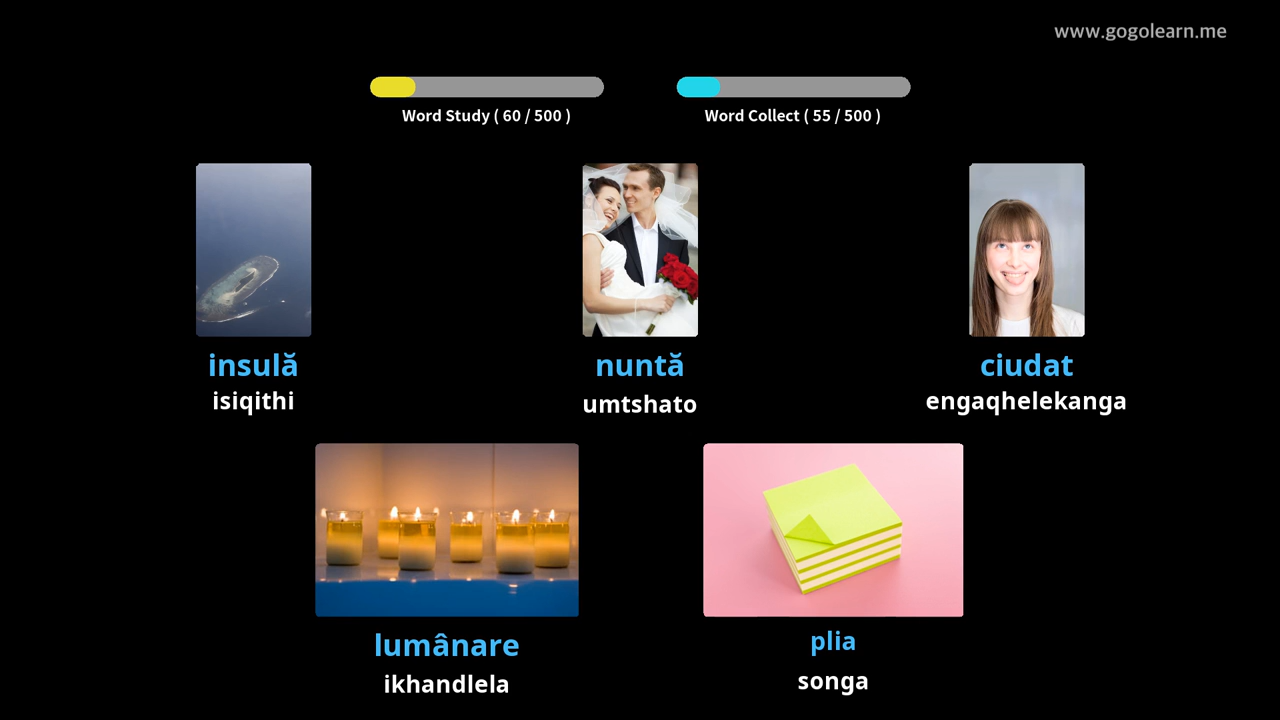 www.gogolearn.me
Word Study ( 60 / 500 )
Word Collect ( 55 / 500 )
insulă
isiqithi
nuntă
umtshato
ciudat
engaqhelekanga
lumânare
ikhandlela
plia
songa